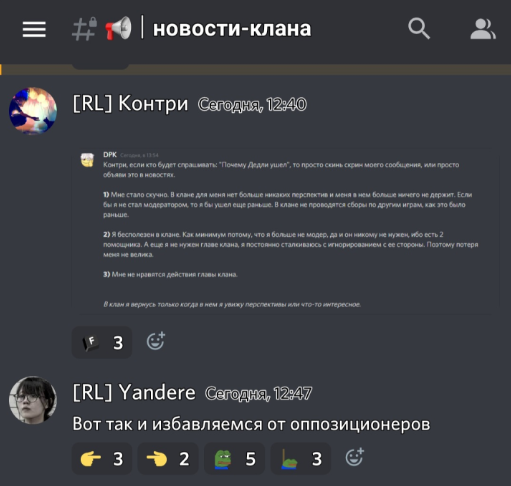 новости-клана
[RL] Контри Сегодня, 12:40
DPK Сегодня, в 13:34
Контри, если кто будет спрашивать: "Почему Дедли ушел", то просто скинь скрин моего сообщения, или просто
объяви это в новостях.
1) Мне стало скучно. В клане для меня нет больше никаких перспектив и меня в нем больше ничего не держит. Если
бы я не стал модератором, то я бы ушел еще раньше. В клане не проводятся сборы по другим играм, как это было
раньше.
2) Я бесполезен в клане. Как минимум потому, что я больше не модер, да и он никому не нужен, ибо есть 2
помощника. А еще я не нужен главе клана, я постоянно сталкиваюсь с игнорированием с ее стороны. Поэтому потеря
меня не велика.
3) Мне не нравятся действия главы клана.
В клан я вернусь только когда в нем я увижу перспективы или что-то интересное.
F 3
[RL] Yandere Сегодня, 12:47
Вот так и избавляемся от оппозиционеров
3 2 5 3